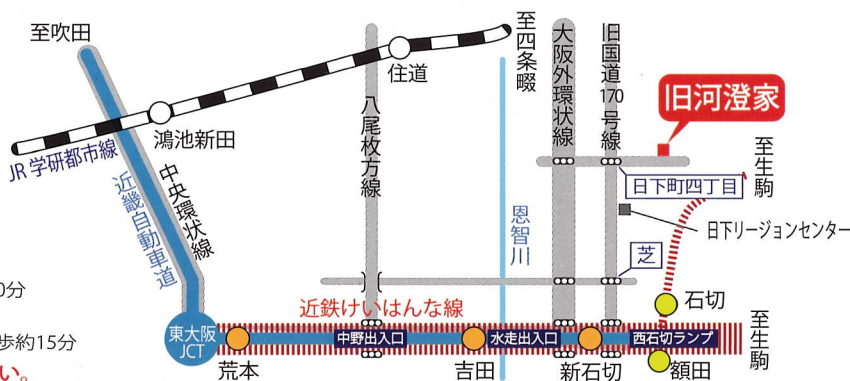 至吹田
住道
至四条畷
大阪外環状線
旧国道170号線
旧河澄家
鴻池新田
JR学研都市線
八尾枚方線
至生駒
中央環状線
近畿自動車道
日下町四丁目
恩智川
日下リージョンセンター
芝
0分
近鉄けいはんな線
石切
歩約15分
東大阪
JCT
中野出入口
水走出入口
西石切ランプ
至生駒
い。
荒本
吉田
新石切
額田